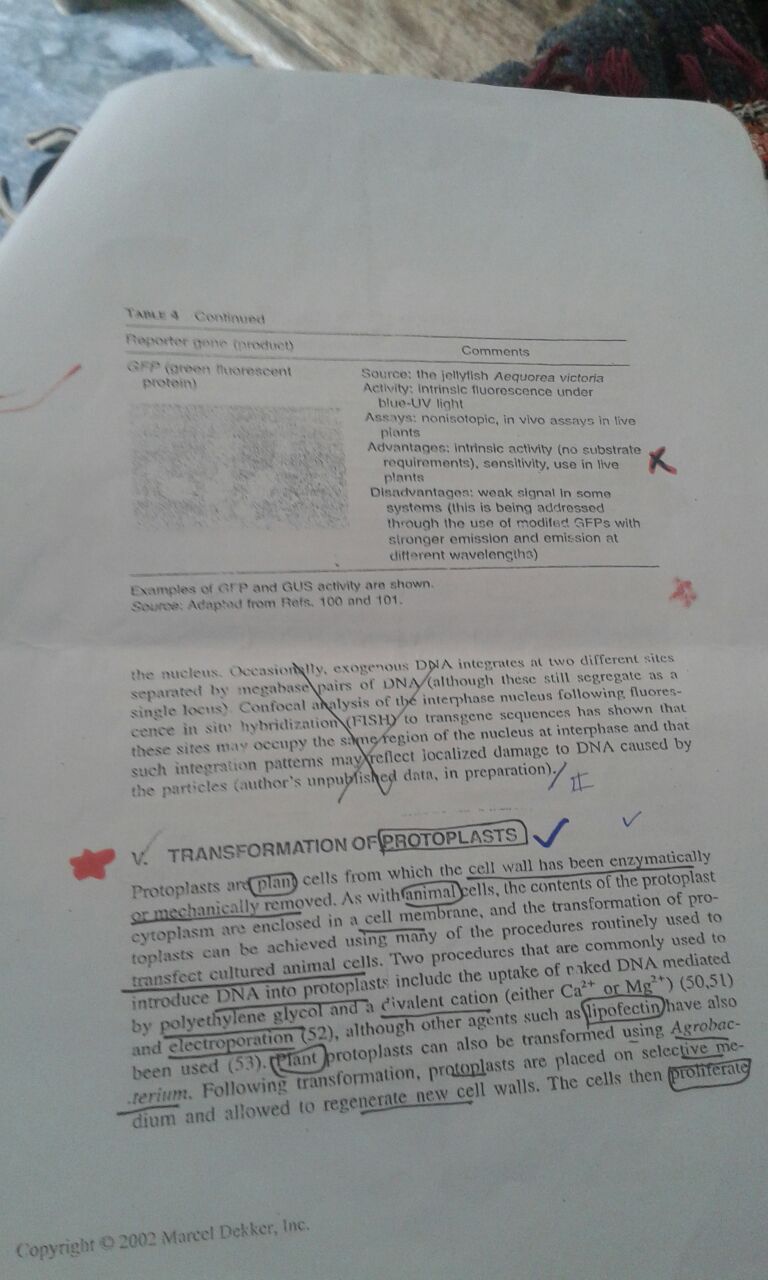 TABLE 4 Continued
Reporter gene (product) Comments
GFP (green fluorescent
protein)
Source: the jellyfish Aequorea victoria
Activity: intrinsic fluorescence under
blue-UV light
Assays: nonisotopic, in vivo assays in live
plants
Advantages: intrinsic activity (no substrate
requirements), sensitivity, use in live
plants
Disadvantages: weak signal in some
systems (this is being addressed
through the use of modifed GFPs with
stronger emission and emission at
different wavelengths)
Examples of GFP and GUS activity are shown.
Source: Adapted from Refs. 100 and 101.
the nucleus. Occasionally, exogenous DNA integrates at two different sites
separated by megabase pairs of DNA (although these still segregate as a
single locus). Confocal analysis of the interphase nucleus following fluores-
cence in situ hybridization (FISH) to transgene sequences has shown that
these sites may occupy the same region of the nucleus at interphase and that
such integration patterns may reflect localized damage to DNA caused by
the particles (author's unpublished data, in preparation).
V. TRANSFORMATION OF PROTOPLASTS
Protoplasts are plant cells from which the cell wall has been enzymatically
or mechanically removed. As with animal cells, the contents of the protoplast
cytoplasm are enclosed in a cell membrane, and the transformation of pro-
toplasts can be achieved using many of the procedures routinely used to
transfect cultured animal cells. Two procedures that are commonly used to
introduce DNA into protoplasts include the uptake of naked DNA mediated
by polyethylene glycol and a divalent cation (either Ca²⁺ or Mg²⁺) (50,51)
and electroporation (52), although other agents such as lipofectin have also
been used (53). Plant protoplasts can also be transformed using Agrobac-
terium. Following transformation, protoplasts are placed on selective me-
dium and allowed to regenerate new cell walls. The cells then proliferate
Copyright © 2002 Marcel Dekker, Inc.